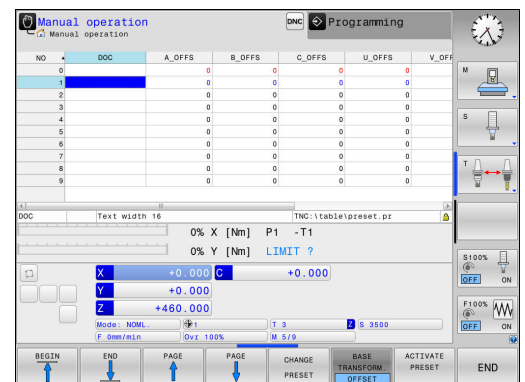 Manual operation
DNC
Programming
Manual operation
NO DOC A_OFFS B_OFFS C_OFFS U_OFFS V_OFF
0 0 0 0 0
1 0 0 0 0
2 0 0 0 0
3 0 0 0 0
4 0 0 0 0
5 0 0 0 0
6 0 0 0 0
7 0 0 0 0
8 0 0 0 0
9 0 0 0 0
DOC Text width 16 TNC:\table\preset.pr
0% X [Nm] P1 -T1
0% Y [Nm] LIMIT ?
X +0.000 C +0.000
Y +0.000
Z +460.000
Mode: NOML. 1 T 3 Z S 3500
F 0mm/min Ovr 100% M 5/9
M
S
T
S100%
OFF ON
F100%
OFF ON
BEGIN
END
PAGE
PAGE
CHANGE
PRESET
BASE
TRANSFORM.
OFFSET
ACTIVATE
PRESET
END